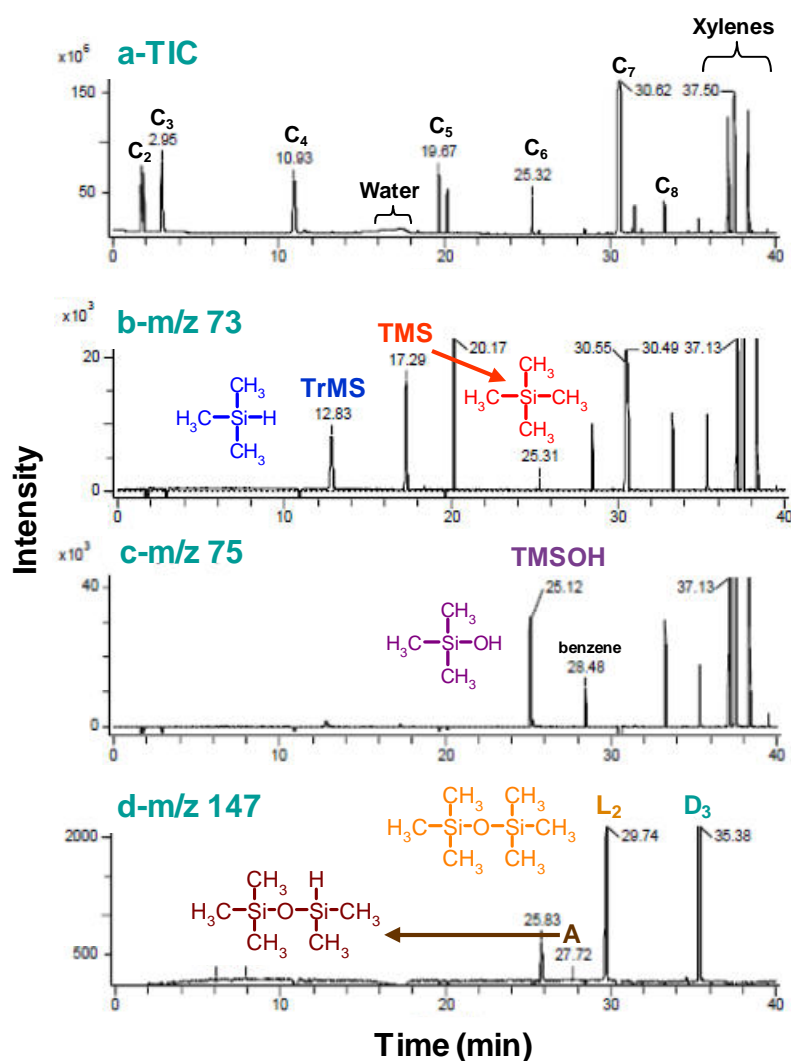 a-TIC
x10⁶
Xylenes
150
50
C₂
C₃
2.95
C₄
10.93
Water
C₅
19.67
C₆
25.32
C₇
30.62
C₈
37.50
0 10 20 30 40
b-m/z 73
x10³
20
0
CH₃
H₃C-Si-H
CH₃
TrMS
12.83
TMS
17.29
20.17
CH₃
H₃C-Si-CH₃
CH₃
25.31
30.55
30.49
37.13
0 10 20 30 40
Intensity
c-m/z 75
x10³
40
0
TMSOH
25.12
CH₃
H₃C-Si-OH
CH₃
benzene
28.48
37.13
0 10 20 30 40
d-m/z 147
2000
500
CH₃ CH₃
H₃C-Si-O-Si-CH₃
CH₃ CH₃
L₂
29.74
D₃
35.38
CH₃ H
H₃C-Si-O-Si-CH₃
CH₃ CH₃
25.83
A
27.72
0 10 20 30 40
Time (min)